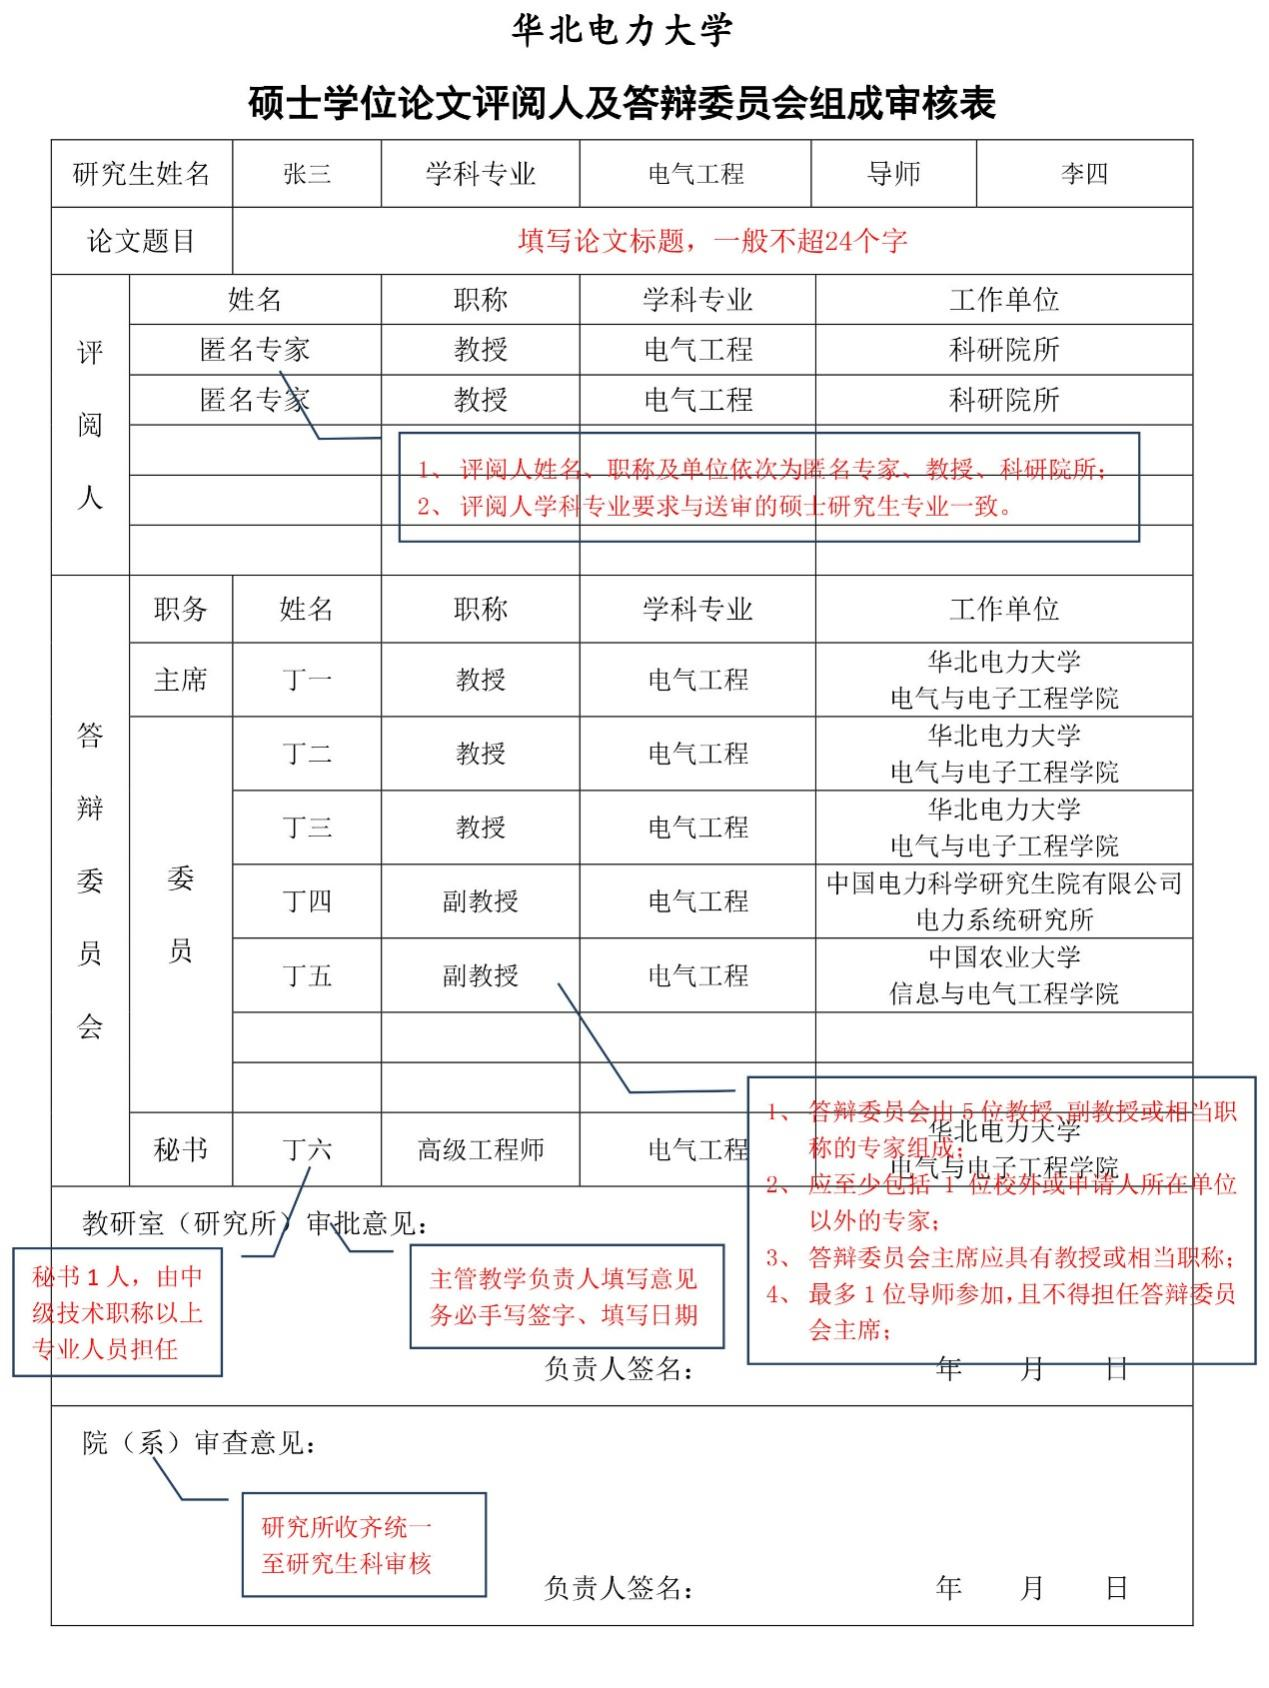 华北电力大学
硕士学位论文评阅人及答辩委员会组成审核表
研究生姓名 张三 学科专业 电气工程 导师 李四
论文题目 填写论文标题，一般不超24个字
评阅人
姓名 职称 学科专业 工作单位
匿名专家 教授 电气工程 科研院所
匿名专家 教授 电气工程 科研院所
1、 评阅人姓名、职称及单位依次为匿名专家、教授、科研院所；
2、 评阅人学科专业要求与送审的硕士研究生专业一致。
答辩委员会
职务 姓名 职称 学科专业 工作单位
主席 丁一 教授 电气工程 华北电力大学
电气与电子工程学院
委员
丁二 教授 电气工程 华北电力大学
电气与电子工程学院
丁三 教授 电气工程 华北电力大学
电气与电子工程学院
丁四 副教授 电气工程 中国电力科学研究生院有限公司
电力系统研究所
丁五 副教授 电气工程 中国农业大学
信息与电气工程学院
秘书 丁六 高级工程师 电气工程 华北电力大学
电气与电子工程学院
1、 答辩委员会由 5 位教授、副教授或相当职
称的专家组成；
2、 应至少包括 1 位校外或申请人所在单位
以外的专家；
3、 答辩委员会主席应具有教授或相当职称；
4、 最多 1 位导师参加，且不得担任答辩委员
会主席；
教研室（研究所）审批意见：
秘书 1 人，由中
级技术职称以上
专业人员担任
主管教学负责人填写意见
务必手写签字、填写日期
负责人签名： 年 月 日
院（系）审查意见：
研究所收齐统一
至研究生科审核
负责人签名： 年 月 日